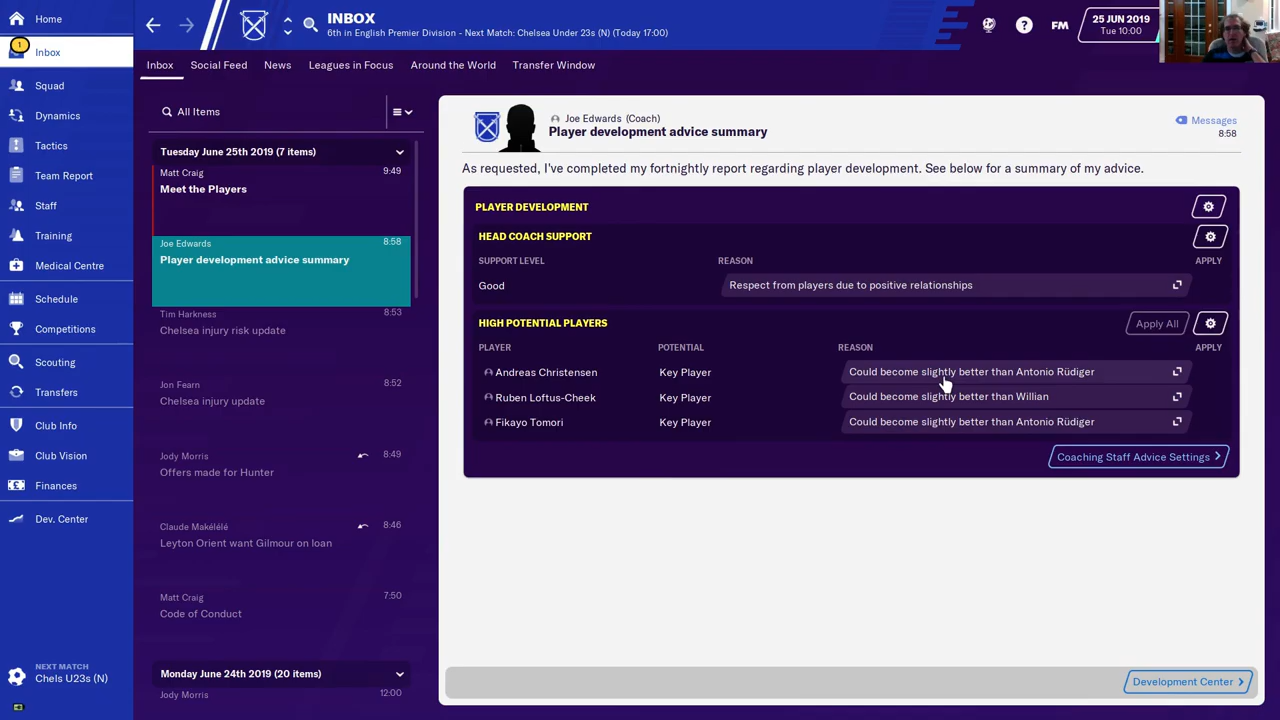 Home
INBOX
6th in English Premier Division - Next Match: Chelsea Under 23s (N) (Today 17:00)
FM
25 JUN 2019
Tue 10:00
1
Inbox
Squad
Dynamics
Tactics
Team Report
Staff
Training
Medical Centre
Schedule
Competitions
Scouting
Transfers
Club Info
Club Vision
Finances
Dev. Center
NEXT MATCH
Chels U23s (N)
Inbox
Social Feed
News
Leagues in Focus
Around the World
Transfer Window
All Items
Tuesday June 25th 2019 (7 items)
Matt Craig 9:49
Meet the Players
Joe Edwards 8:58
Player development advice summary
Tim Harkness 8:53
Chelsea injury risk update
Jon Fearn 8:52
Chelsea injury update
Jody Morris 8:49
Offers made for Hunter
Claude Makélélé 8:46
Leyton Orient want Gilmour on loan
Matt Craig 7:50
Code of Conduct
Monday June 24th 2019 (20 items)
Jody Morris 12:00
Joe Edwards (Coach)
Player development advice summary
Messages
8:58
As requested, I've completed my fortnightly report regarding player development. See below for a summary of my advice.
PLAYER DEVELOPMENT
HEAD COACH SUPPORT
SUPPORT LEVEL REASON APPLY
Good Respect from players due to positive relationships
HIGH POTENTIAL PLAYERS Apply All
PLAYER POTENTIAL REASON APPLY
Andreas Christensen Key Player Could become slightly better than Antonio Rüdiger
Ruben Loftus-Cheek Key Player Could become slightly better than Willian
Fikayo Tomori Key Player Could become slightly better than Antonio Rüdiger
Coaching Staff Advice Settings
Development Center